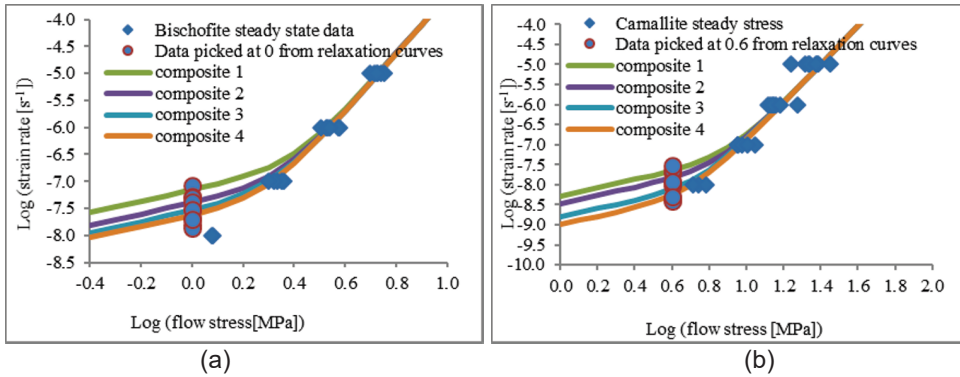 -4.0
-4.5
-5.0
-5.5
-6.0
-6.5
-7.0
-7.5
-8.0
-8.5
Log (strain rate [s⁻¹])
Bischofite steady state data
Data picked at 0 from relaxation curves
composite 1
composite 2
composite 3
composite 4
-0.4 -0.2 0.0 0.2 0.4 0.6 0.8 1.0
Log (flow stress[MPa])
(a)
-4.0
-4.5
-5.0
-5.5
-6.0
-6.5
-7.0
-7.5
-8.0
-8.5
-9.0
-9.5
-10.0
Log (strain rate [s⁻¹])
Carnallite steady stress
Data picked at 0.6 from relaxation curves
composite 1
composite 2
composite 3
composite 4
0.0 0.2 0.4 0.6 0.8 1.0 1.2 1.4 1.6 1.8 2.0
Log (flow stress [MPa])
(b)